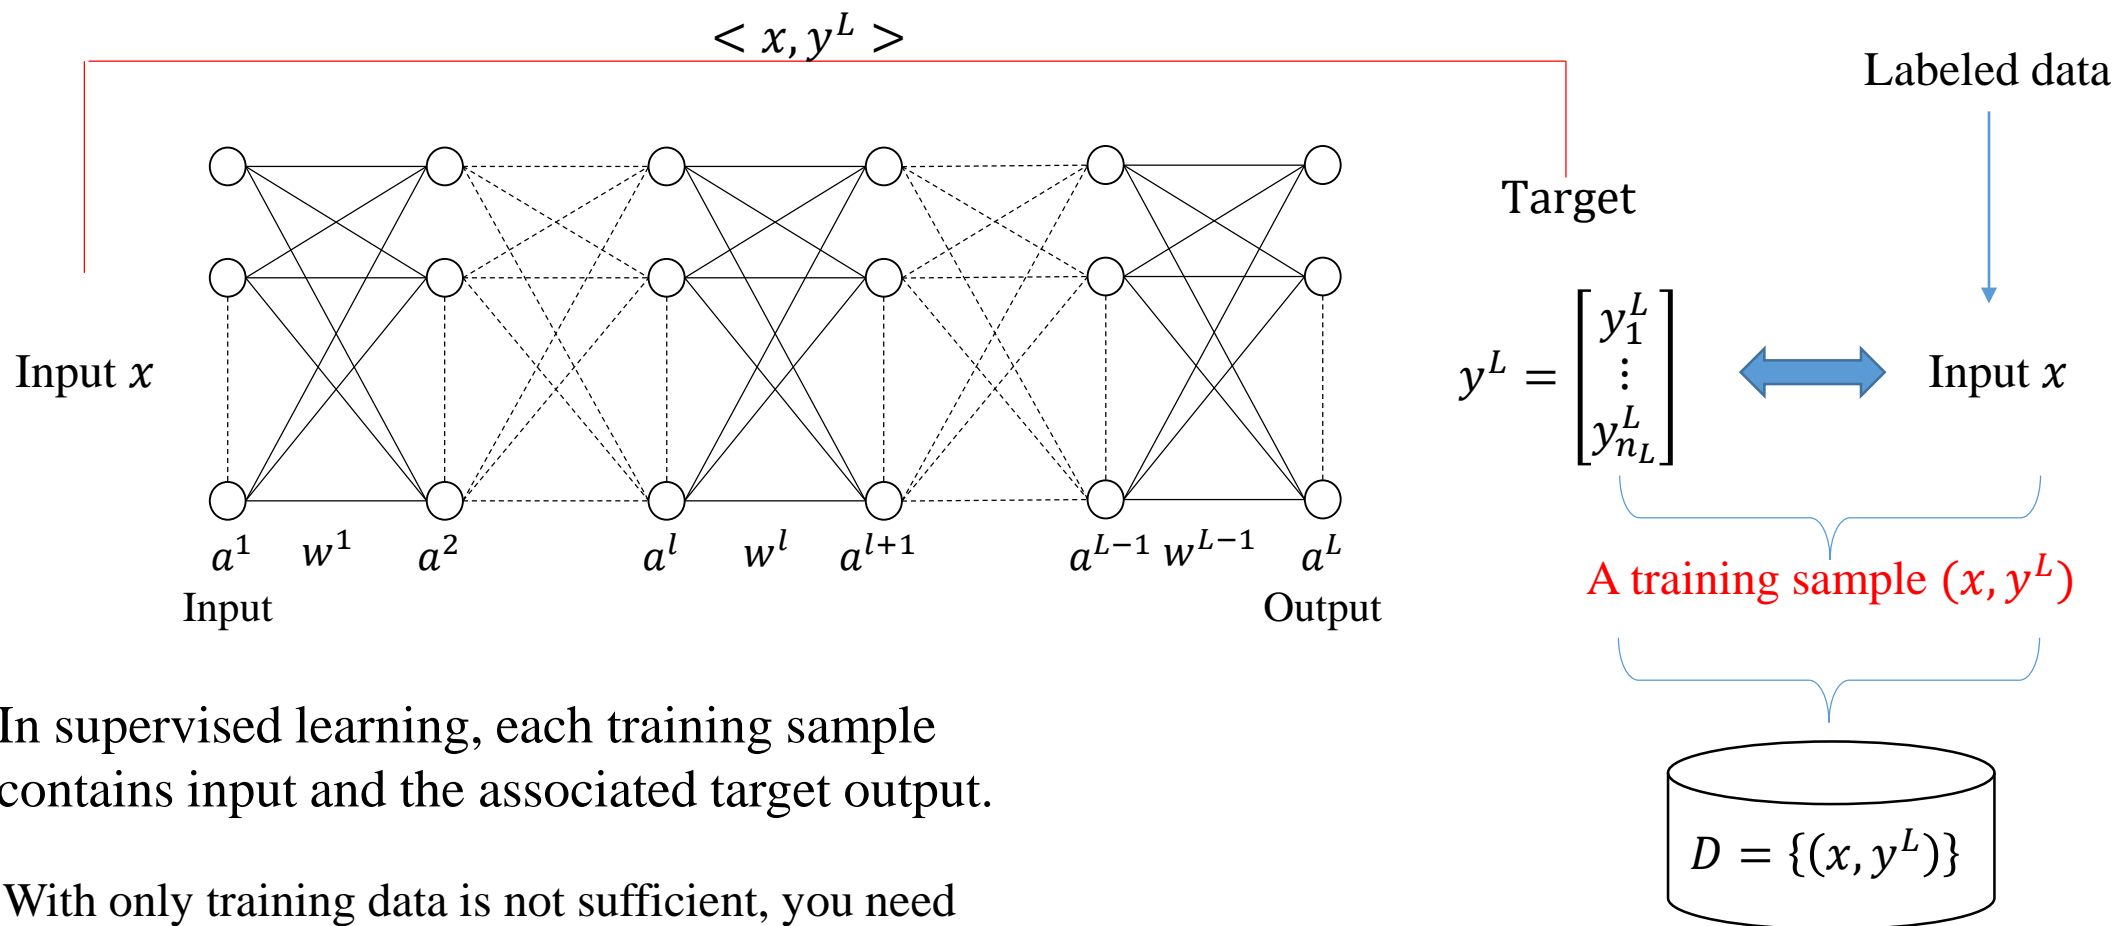 < x, y^L >
Labeled data
Target
Input x
y^L = [y_1^L ⋮ y_{n_L}^L]
Input x
a^1 w^1 a^2 a^l w^l a^{l+1} a^{L-1} w^{L-1} a^L
Input
Output
A training sample (x, y^L)
In supervised learning, each training sample
contains input and the associated target output.
D = {(x, y^L)}
With only training data is not sufficient, you need